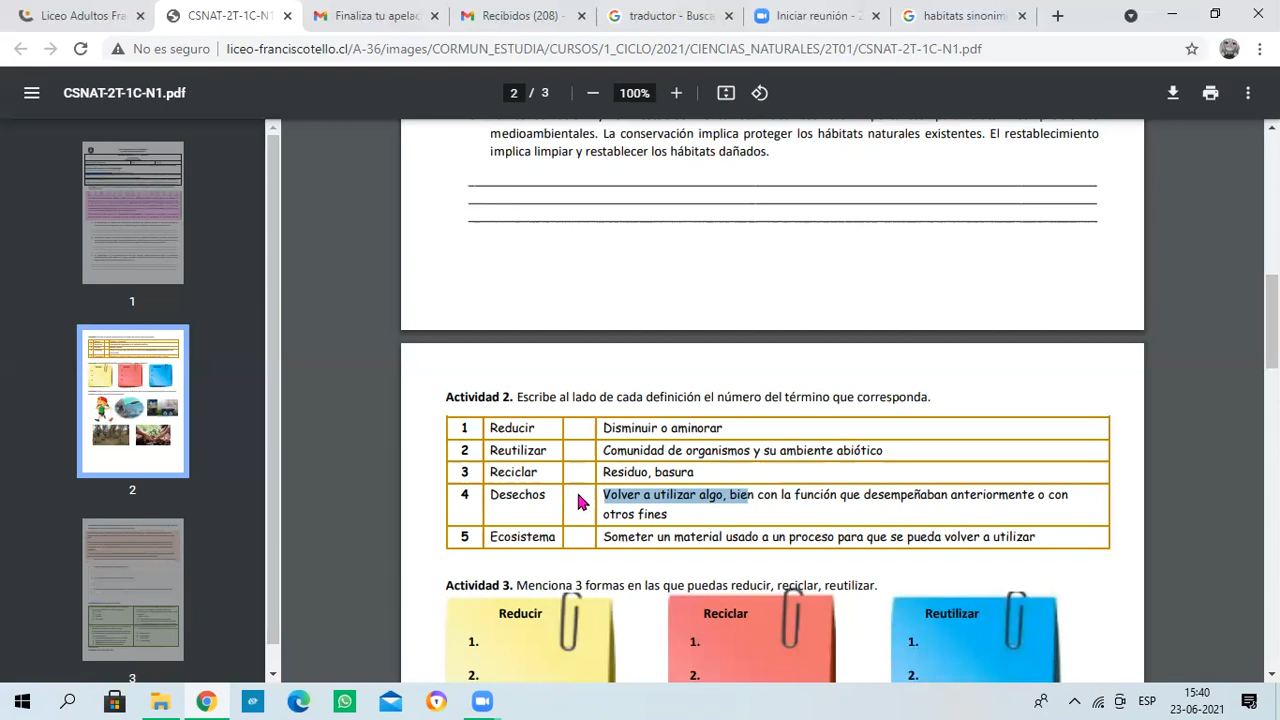 Liceo Adultos Fran
CSNAT-2T-1C-N1
Finaliza tu apelac
Recibidos (208) -
traductor - Busca
Iniciar reunión - Z
habitats sinonim
No es seguro
liceo-franciscotello.cl/A-36/images/CORMUN_ESTUDIA/CURSOS/1_CICLO/2021/CIENCIAS_NATURALES/2T01/CSNAT-2T-1C-N1.pdf
CSNAT-2T-1C-N1.pdf
2 / 3
100%
medioambientales. La conservación implica proteger los hábitats naturales existentes. El restablecimiento
implica limpiar y restablecer los hábitats dañados.
1
2
3
Actividad 2. Escribe al lado de cada definición el número del término que corresponda.
1 Reducir Disminuir o aminorar
2 Reutilizar Comunidad de organismos y su ambiente abiótico
3 Reciclar Residuo, basura
4 Desechos Volver a utilizar algo, bien con la función que desempeñaban anteriormente o con
otros fines
5 Ecosistema Someter un material usado a un proceso para que se pueda volver a utilizar
Actividad 3. Menciona 3 formas en las que puedas reducir, reciclar, reutilizar.
Reducir Reciclar Reutilizar
1. 1. 1.
2. 2. 2.
ESP
15:40
23-06-2021